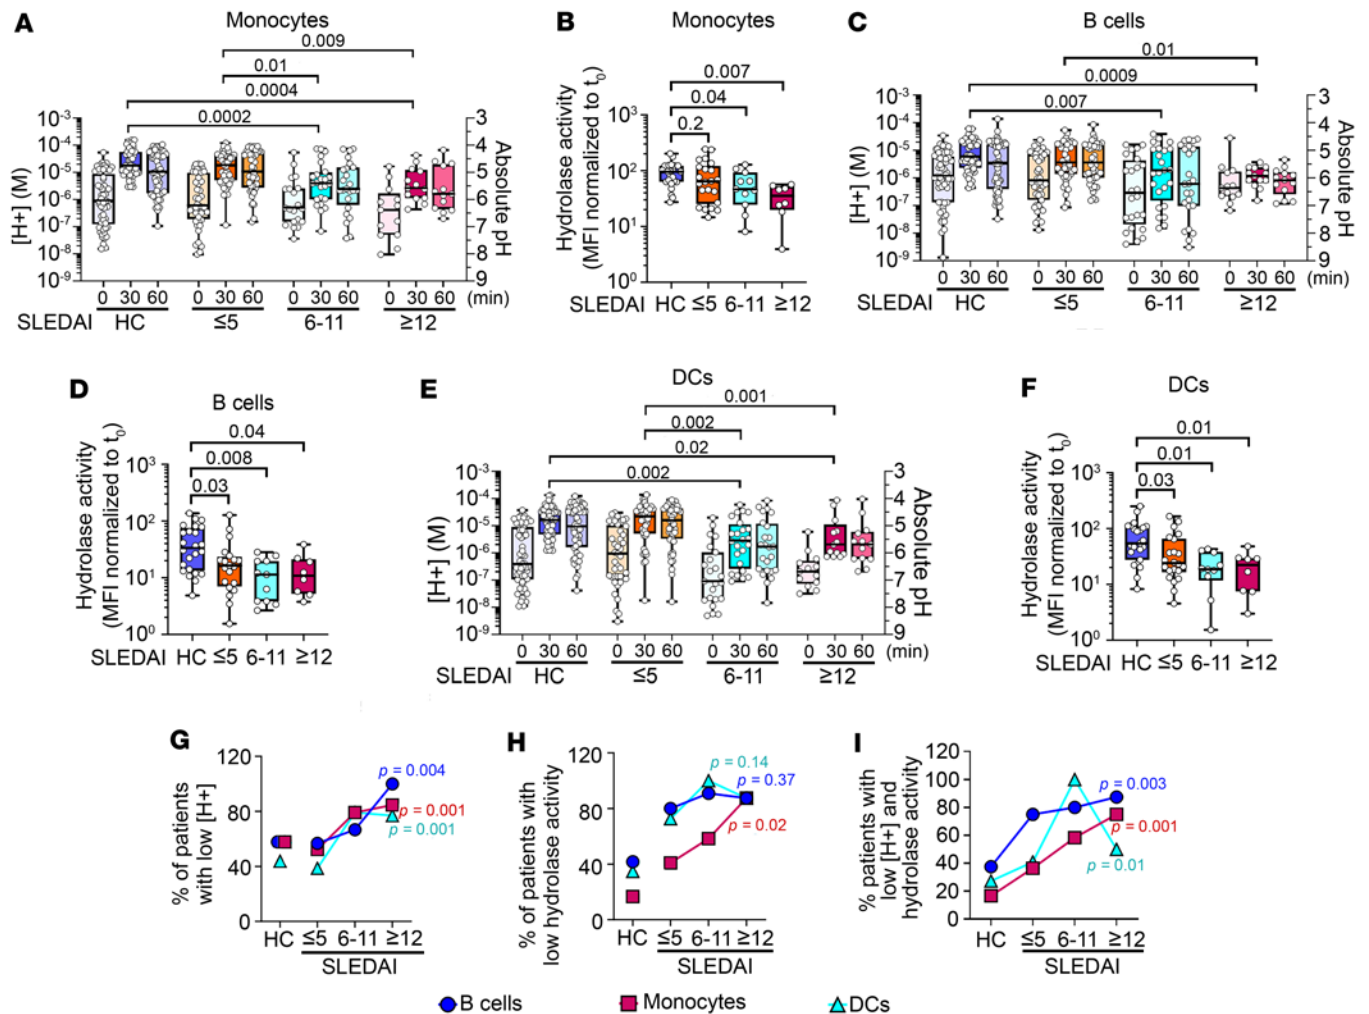 A
Monocytes
0.009
0.01
0.0004
0.0002
[H+] (M)
10⁻³
10⁻⁴
10⁻⁵
10⁻⁶
10⁻⁷
10⁻⁸
10⁻⁹
3
4
5
6
7
8
9
Absolute pH
0 30 60 0 30 60 0 30 60 0 30 60 (min)
SLEDAI HC ≤5 6-11 ≥12
B
Monocytes
0.007
0.04
0.2
Hydrolase activity
(MFI normalized to t₀)
10³
10²
10¹
10⁰
SLEDAI HC ≤5 6-11 ≥12
C
B cells
0.01
0.0009
0.007
[H+] (M)
10⁻³
10⁻⁴
10⁻⁵
10⁻⁶
10⁻⁷
10⁻⁸
10⁻⁹
3
4
5
6
7
8
9
Absolute pH
0 30 60 0 30 60 0 30 60 0 30 60 (min)
SLEDAI HC ≤5 6-11 ≥12
D
B cells
0.04
0.008
0.03
Hydrolase activity
(MFI normalized to t₀)
10³
10²
10¹
10⁰
SLEDAI HC ≤5 6-11 ≥12
E
DCs
0.001
0.002
0.02
0.002
[H+] (M)
10⁻³
10⁻⁴
10⁻⁵
10⁻⁶
10⁻⁷
10⁻⁸
10⁻⁹
3
4
5
6
7
8
9
Absolute pH
0 30 60 0 30 60 0 30 60 0 30 60 (min)
SLEDAI HC ≤5 6-11 ≥12
F
DCs
0.01
0.01
0.03
Hydrolase activity
(MFI normalized to t₀)
10³
10²
10¹
10⁰
SLEDAI HC ≤5 6-11 ≥12
G
% of patients
with low [H+]
120
80
40
0
p = 0.004
p = 0.001
p = 0.001
HC ≤5 6-11 ≥12
SLEDAI
H
% of patients with
low hydrolase activity
120
80
40
0
p = 0.14
p = 0.37
p = 0.02
HC ≤5 6-11 ≥12
SLEDAI
I
% patients with
low [H+] and
hydrolase activity
120
100
80
60
40
20
0
p = 0.003
p = 0.001
p = 0.01
HC ≤5 6-11 ≥12
SLEDAI
B cells
Monocytes
DCs